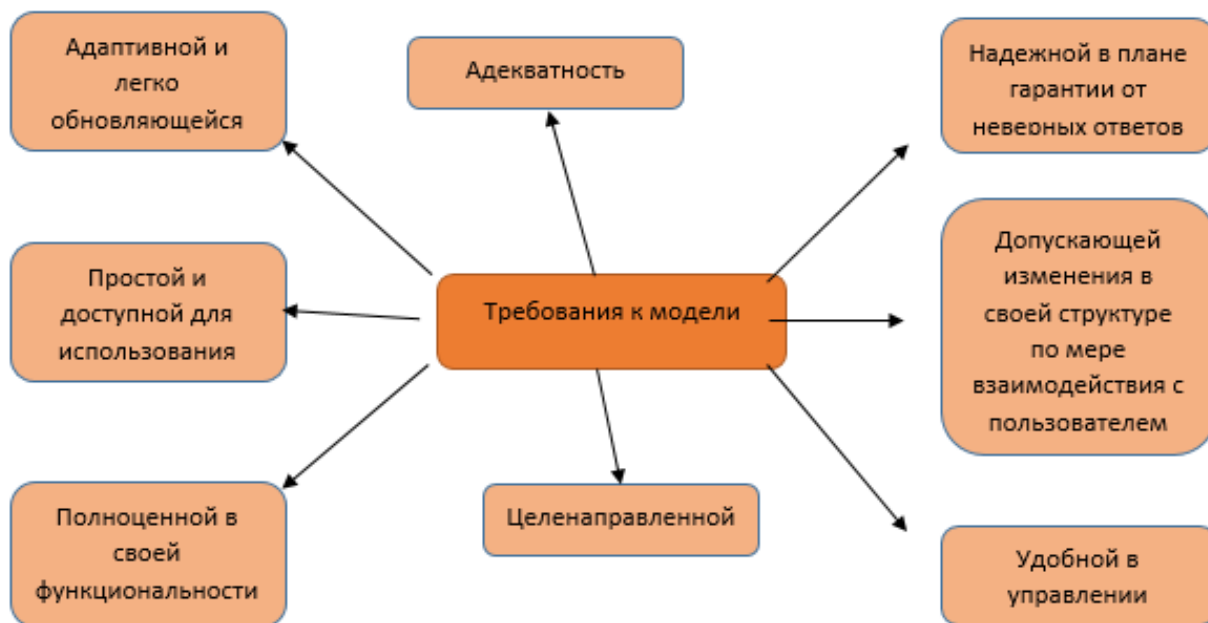 Адаптивной и
легко
обновляющейся
Адекватность
Надежной в плане
гарантии от
неверных ответов
Простой и
доступной для
использования
Требования к модели
Допускающей
изменения в
своей структуре
по мере
взаимодействия с
пользователем
Полноценной в
своей
функциональности
Целенаправленной
Удобной в
управлении